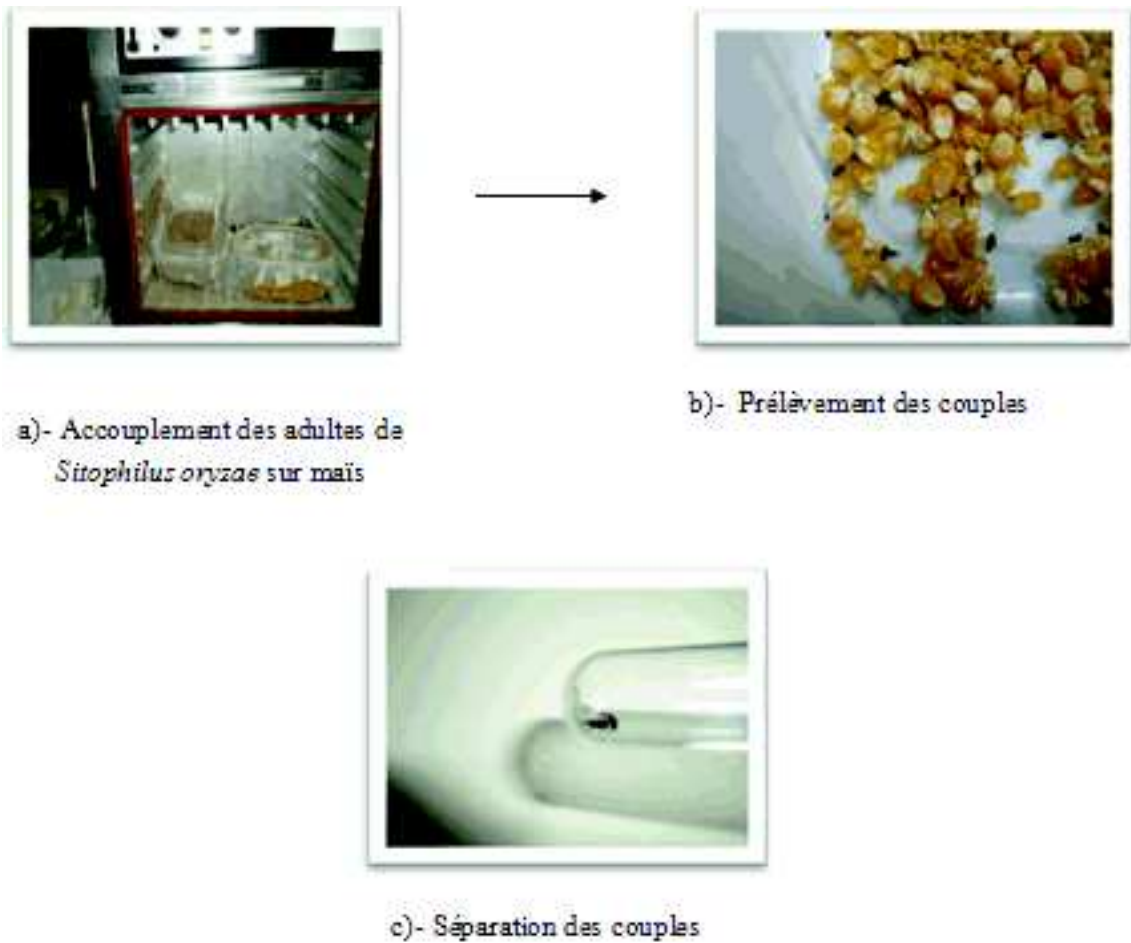 a)- Accouplement des adultes de
Sitophilus oryzae sur maïs
b)- Prélèvement des couples
c)- Séparation des couples